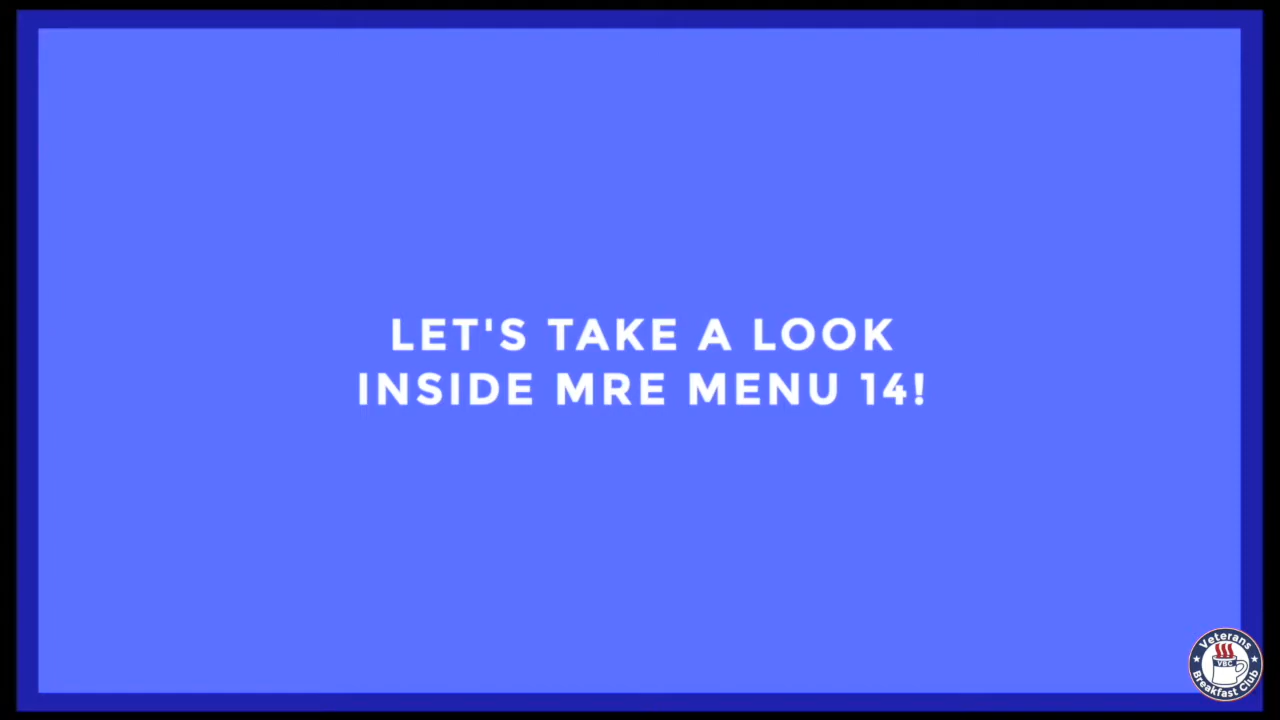 LET'S TAKE A LOOK
INSIDE MRE MENU 14!
Veterans
VBC
Breakfast Club